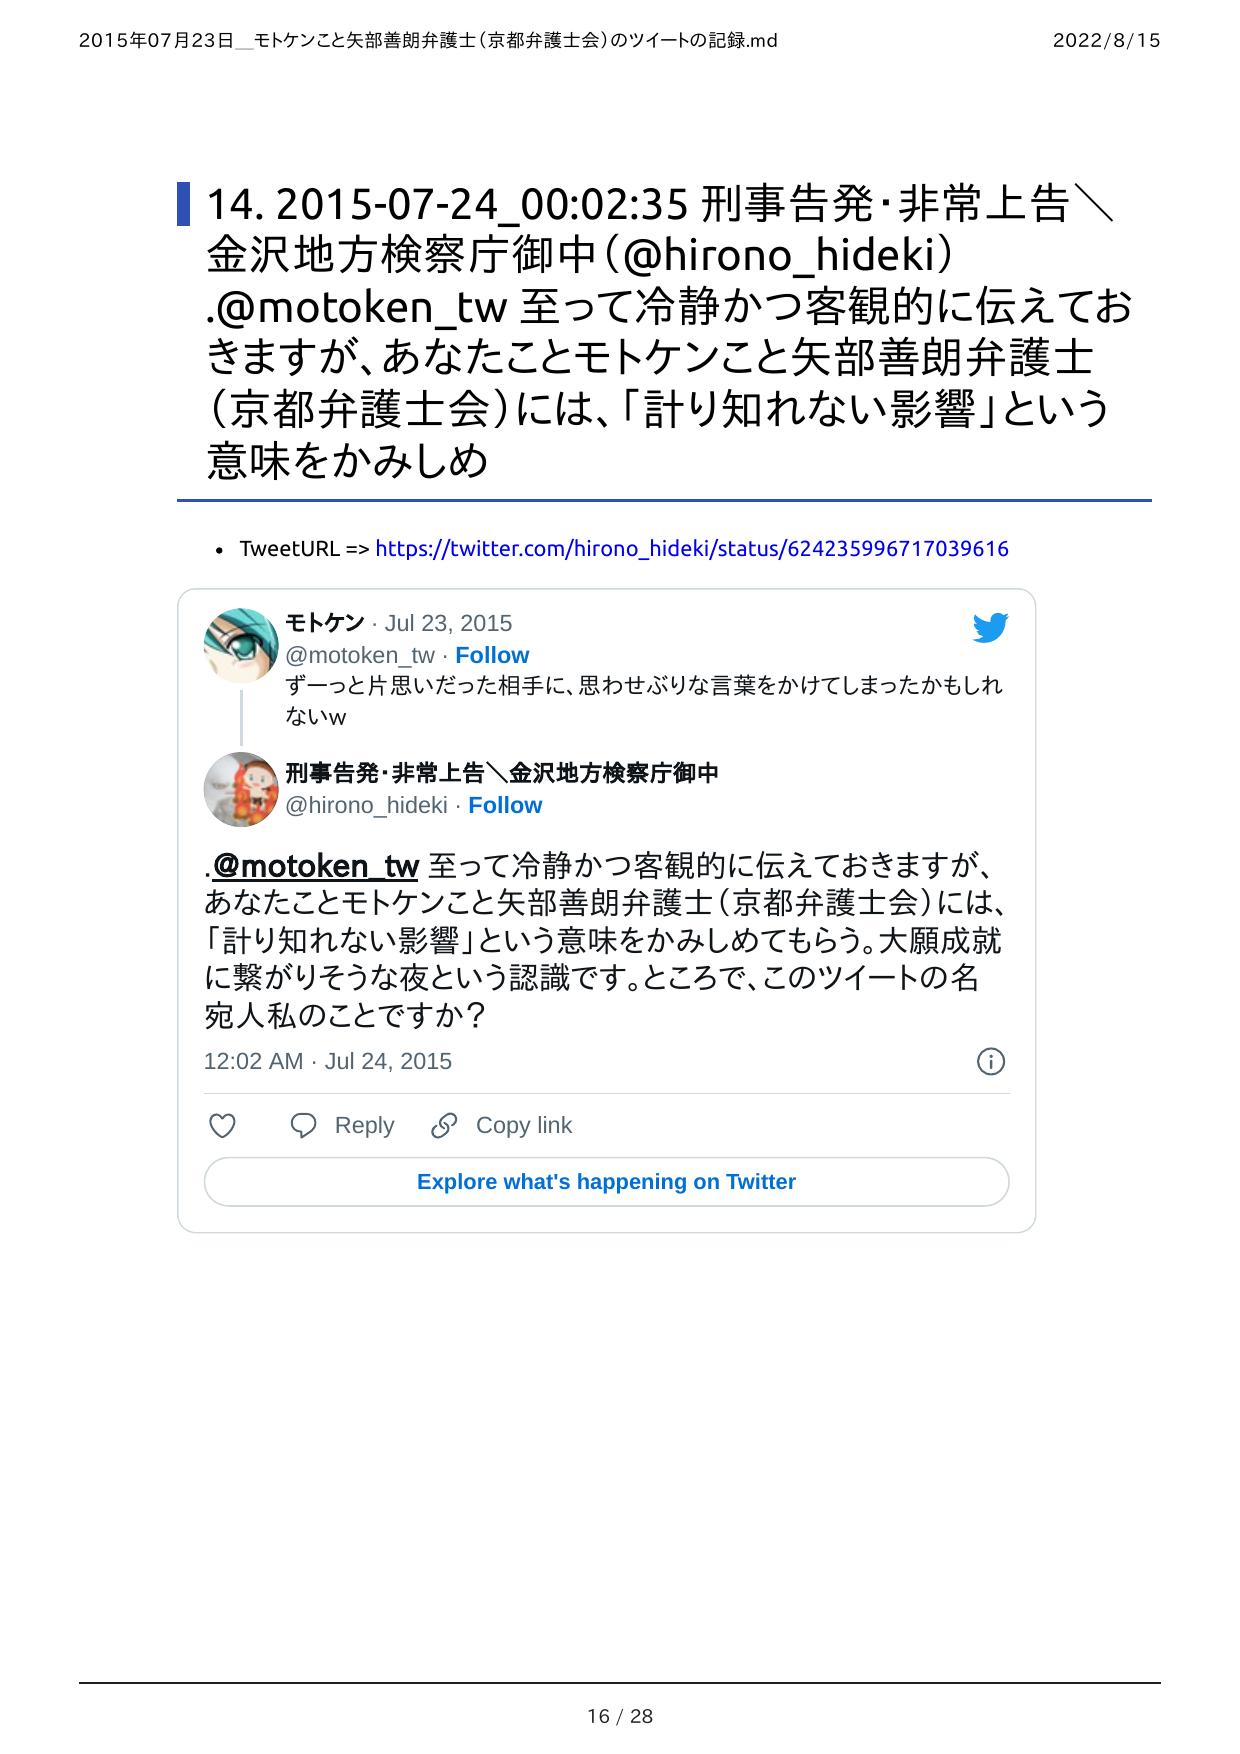 2015年07月23日__モトケンこと矢部善朗弁護士（京都弁護士会）のツイートの記録.md
2022/8/15
14. 2015-07-24_00:02:35 刑事告発・非常上告＼
金沢地方検察庁御中（@hirono_hideki）
.@motoken_tw 至って冷静かつ客観的に伝えてお
きますが、あなたことモトケンこと矢部善朗弁護士
（京都弁護士会）には、「計り知れない影響」という
意味をかみしめ
• TweetURL => https://twitter.com/hirono_hideki/status/624235996717039616
モトケン · Jul 23, 2015
@motoken_tw · Follow
ずーっと片思いだった相手に、思わせぶりな言葉をかけてしまったかもしれ
ないw
刑事告発・非常上告＼金沢地方検察庁御中
@hirono_hideki · Follow
.@motoken_tw 至って冷静かつ客観的に伝えておきますが、
あなたことモトケンこと矢部善朗弁護士（京都弁護士会）には、
「計り知れない影響」という意味をかみしめてもらう。大願成就
に繋がりそうな夜という認識です。ところで、このツイートの名
宛人私のことですか？
12:02 AM · Jul 24, 2015
Reply Copy link
Explore what's happening on Twitter
16 / 28